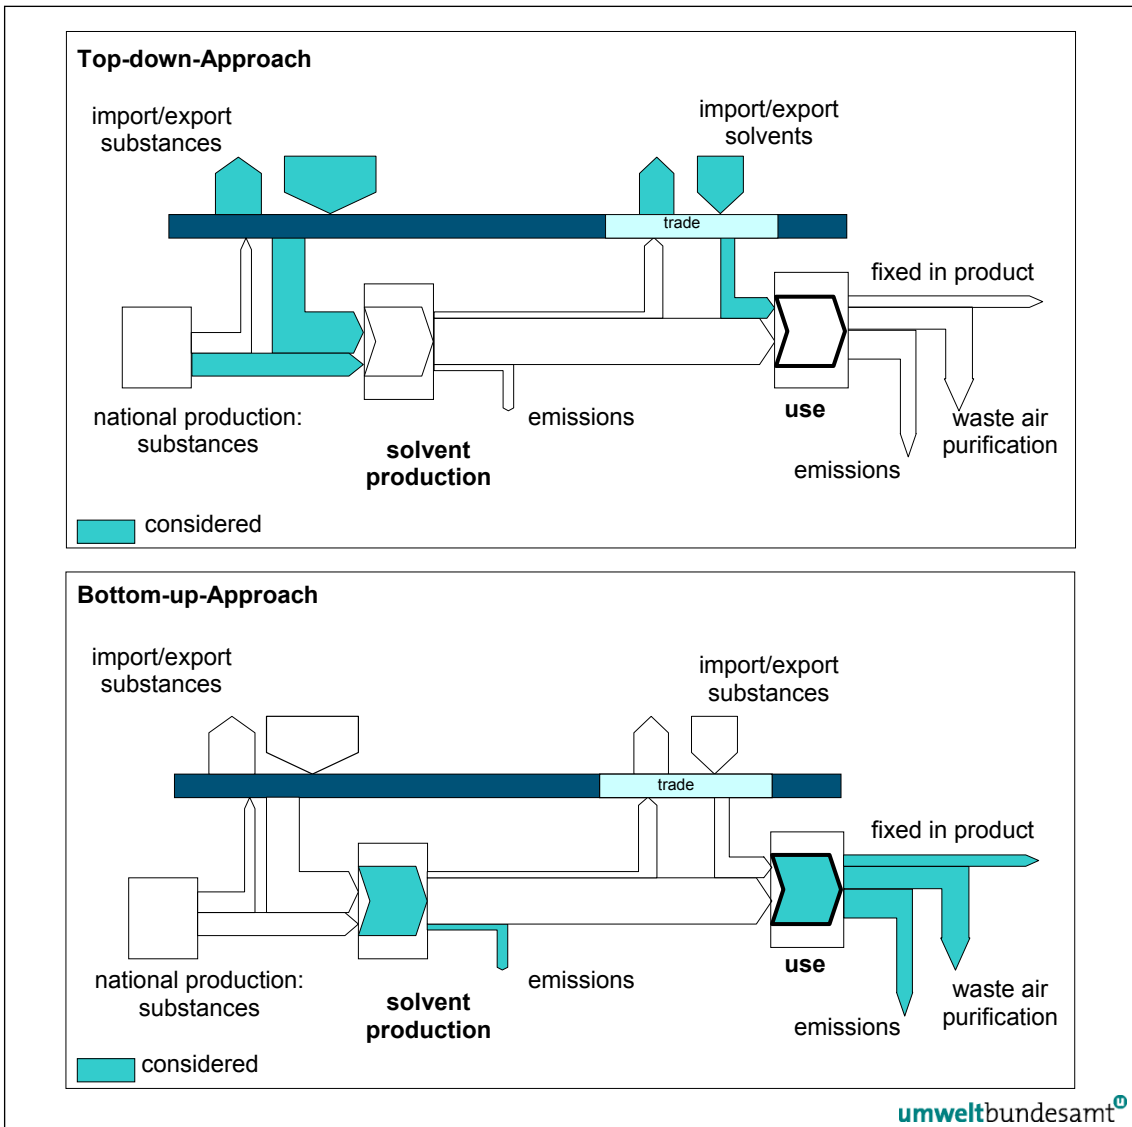 Top-down-Approach
import/export
substances
import/export
solvents
trade
fixed in product
national production:
substances
solvent
production
emissions
use
waste air
purification
emissions
considered
Bottom-up-Approach
import/export
substances
import/export
substances
trade
fixed in product
national production:
substances
solvent
production
emissions
use
waste air
purification
emissions
considered
umweltbundesamt
u